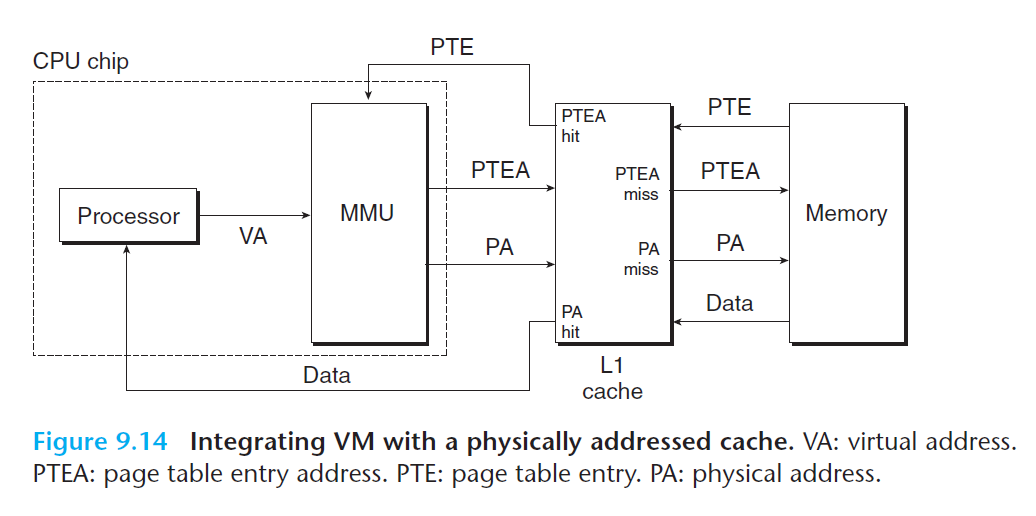 PTE
CPU chip
PTEA
hit
PTE
PTEA
PTEA
miss
PTEA
Processor
VA
MMU
Memory
PA
PA
miss
PA
PA
hit
Data
Data
L1
cache
Figure 9.14 Integrating VM with a physically addressed cache. VA: virtual address.
PTEA: page table entry address. PTE: page table entry. PA: physical address.